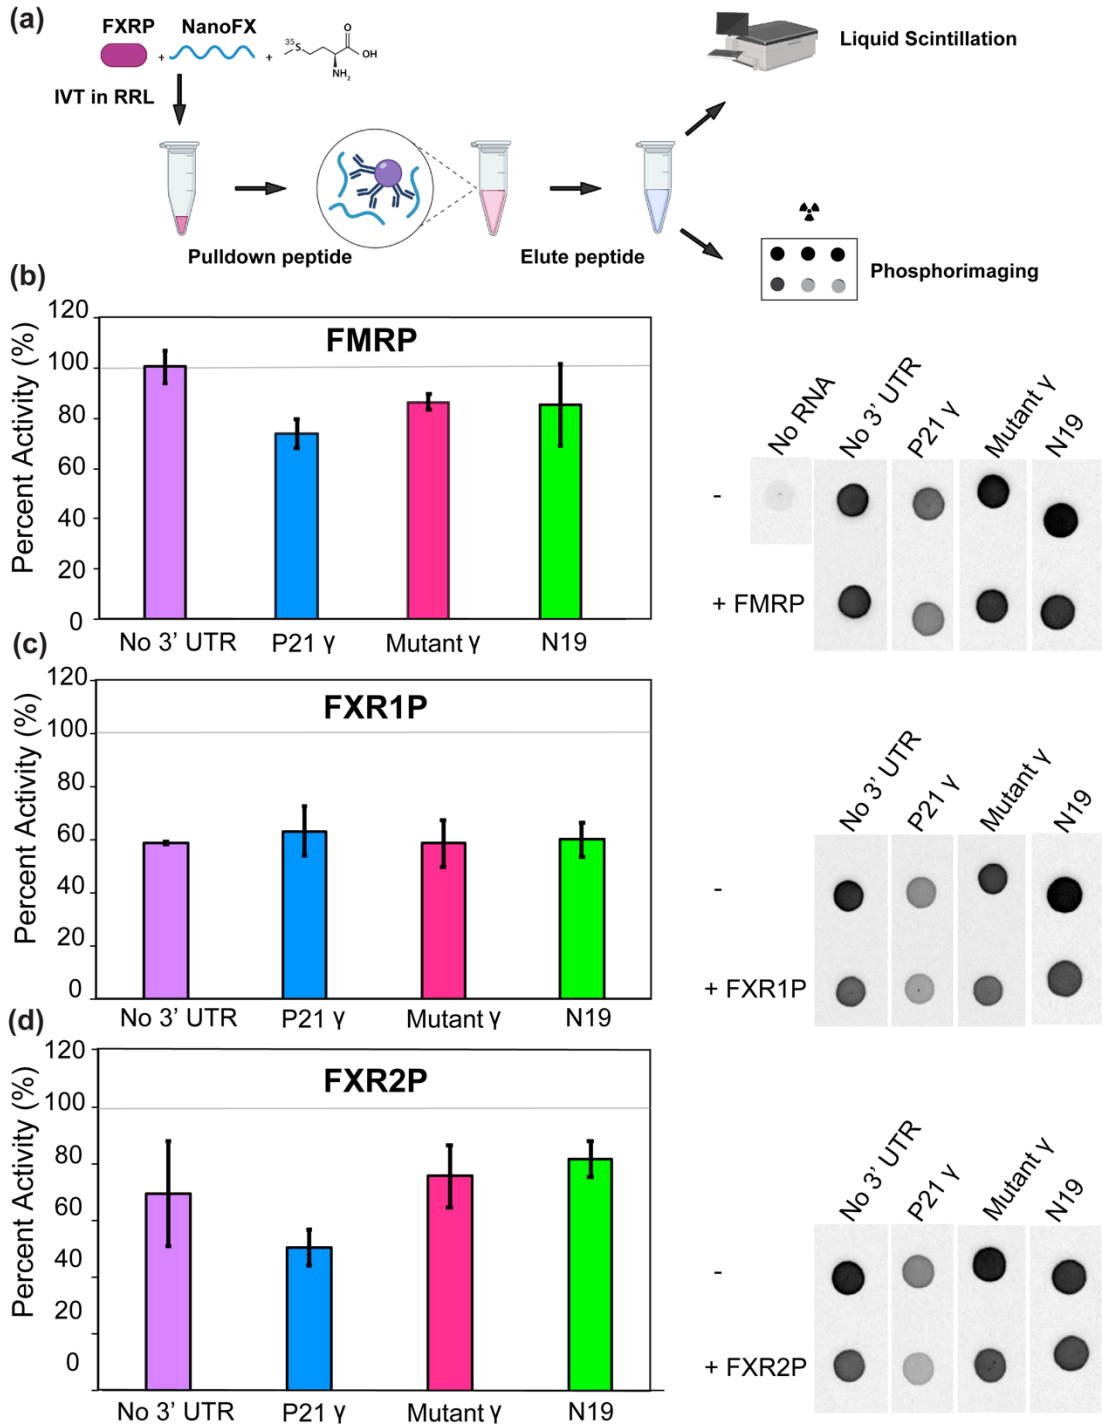 (a)
FXRP + NanoFX +
35
S
O
OH
NH2
IVT in RRL
Pulldown peptide
Elute peptide
Liquid Scintillation
Phosphorimaging
(b)
Percent Activity (%)
120
100
80
60
40
20
0
FMRP
No 3' UTR
P21 γ
Mutant γ
N19
No RNA
No 3' UTR
P21 γ
Mutant γ
N19
-
+ FMRP
(c)
Percent Activity (%)
120
100
80
60
40
20
0
FXR1P
No 3' UTR
P21 γ
Mutant γ
N19
No 3' UTR
P21 γ
Mutant γ
N19
-
+ FXR1P
(d)
Percent Activity (%)
120
100
80
60
40
20
0
FXR2P
No 3' UTR
P21 γ
Mutant γ
N19
No 3' UTR
P21 γ
Mutant γ
N19
-
+ FXR2P